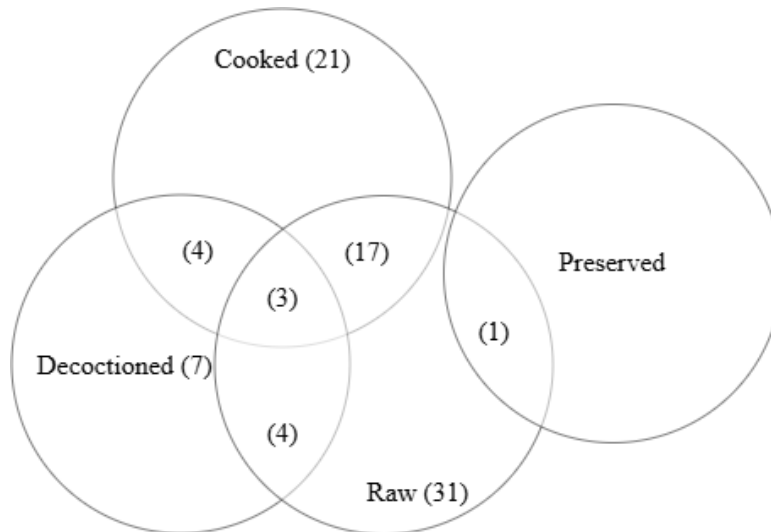 Cooked (21)
(4)
(17)
Preserved
(3)
(1)
Decoctioned (7)
(4)
Raw (31)